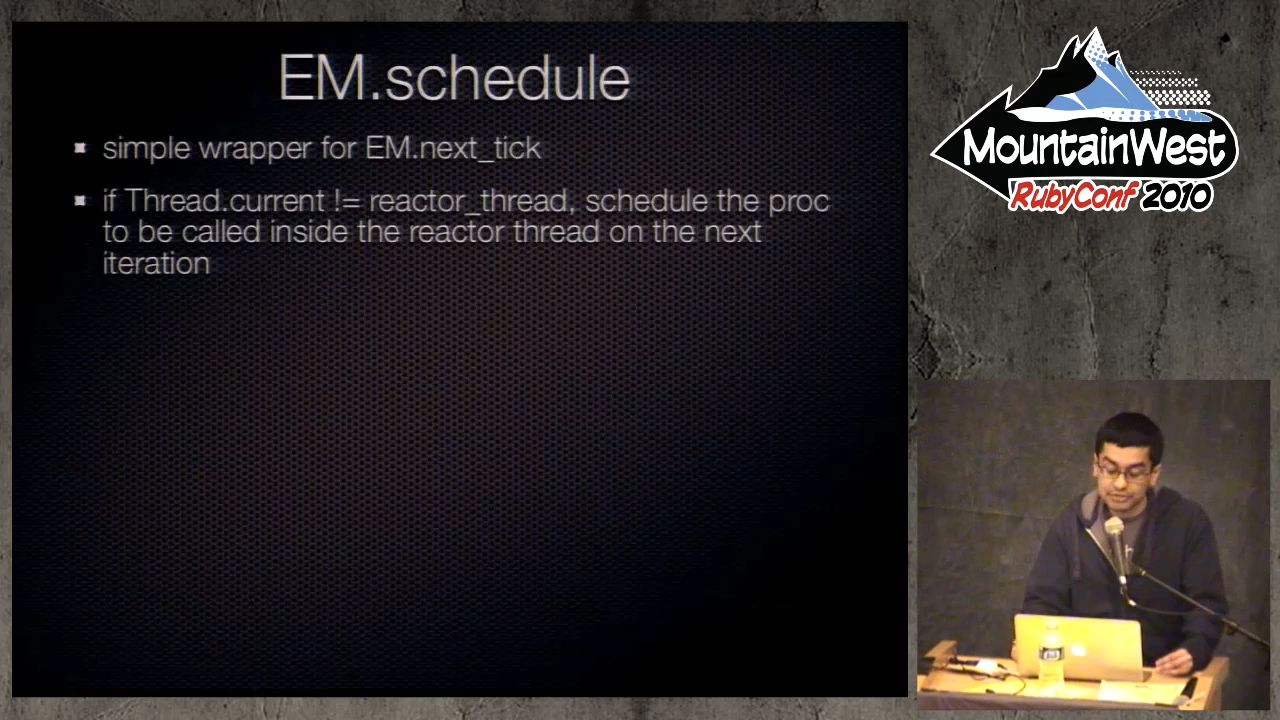 EM.schedule
simple wrapper for EM.next_tick
if Thread.current != reactor_thread, schedule the proc
to be called inside the reactor thread on the next
iteration
MountainWest
RubyConf 2010